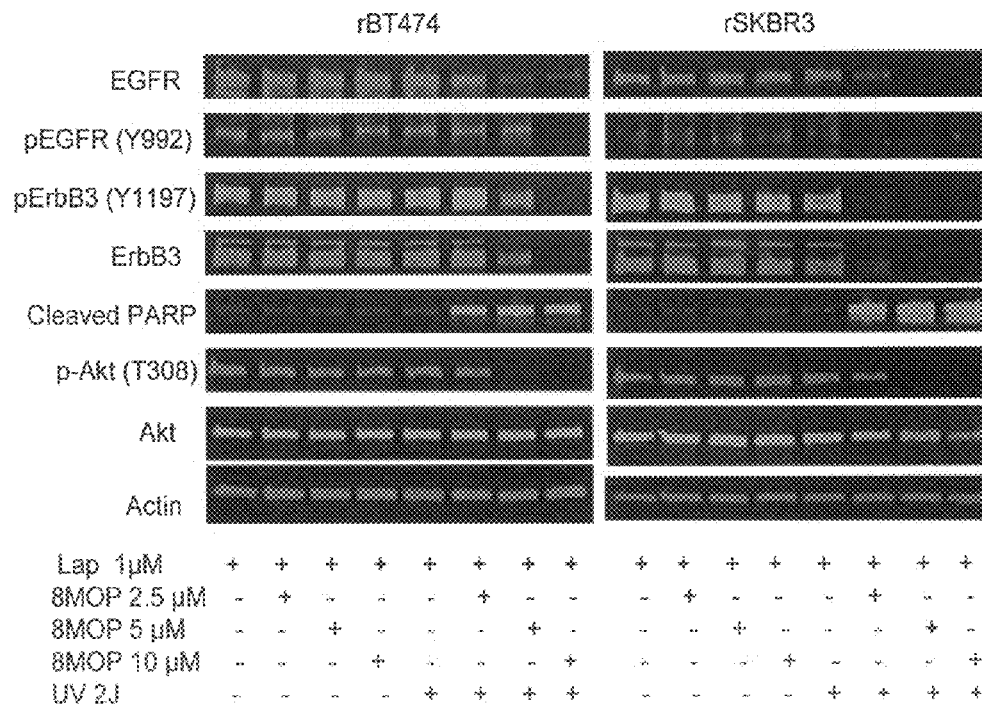 rBT474 rSKBR3
EGFR
pEGFR (Y992)
pErbB3 (Y1197)
ErbB3
Cleaved PARP
p-Akt (T308)
Akt
Actin
Lap 1µM + + + + + + + + + + + + + + + +
8MOP 2.5 µM - + - - - + - - - + - - - + - -
8MOP 5 µM - - + - - - + - - - + - - - + -
8MOP 10 µM - - - + - - - + - - - + - - - +
UV 2J - - - - + + + + - - - - + + + +